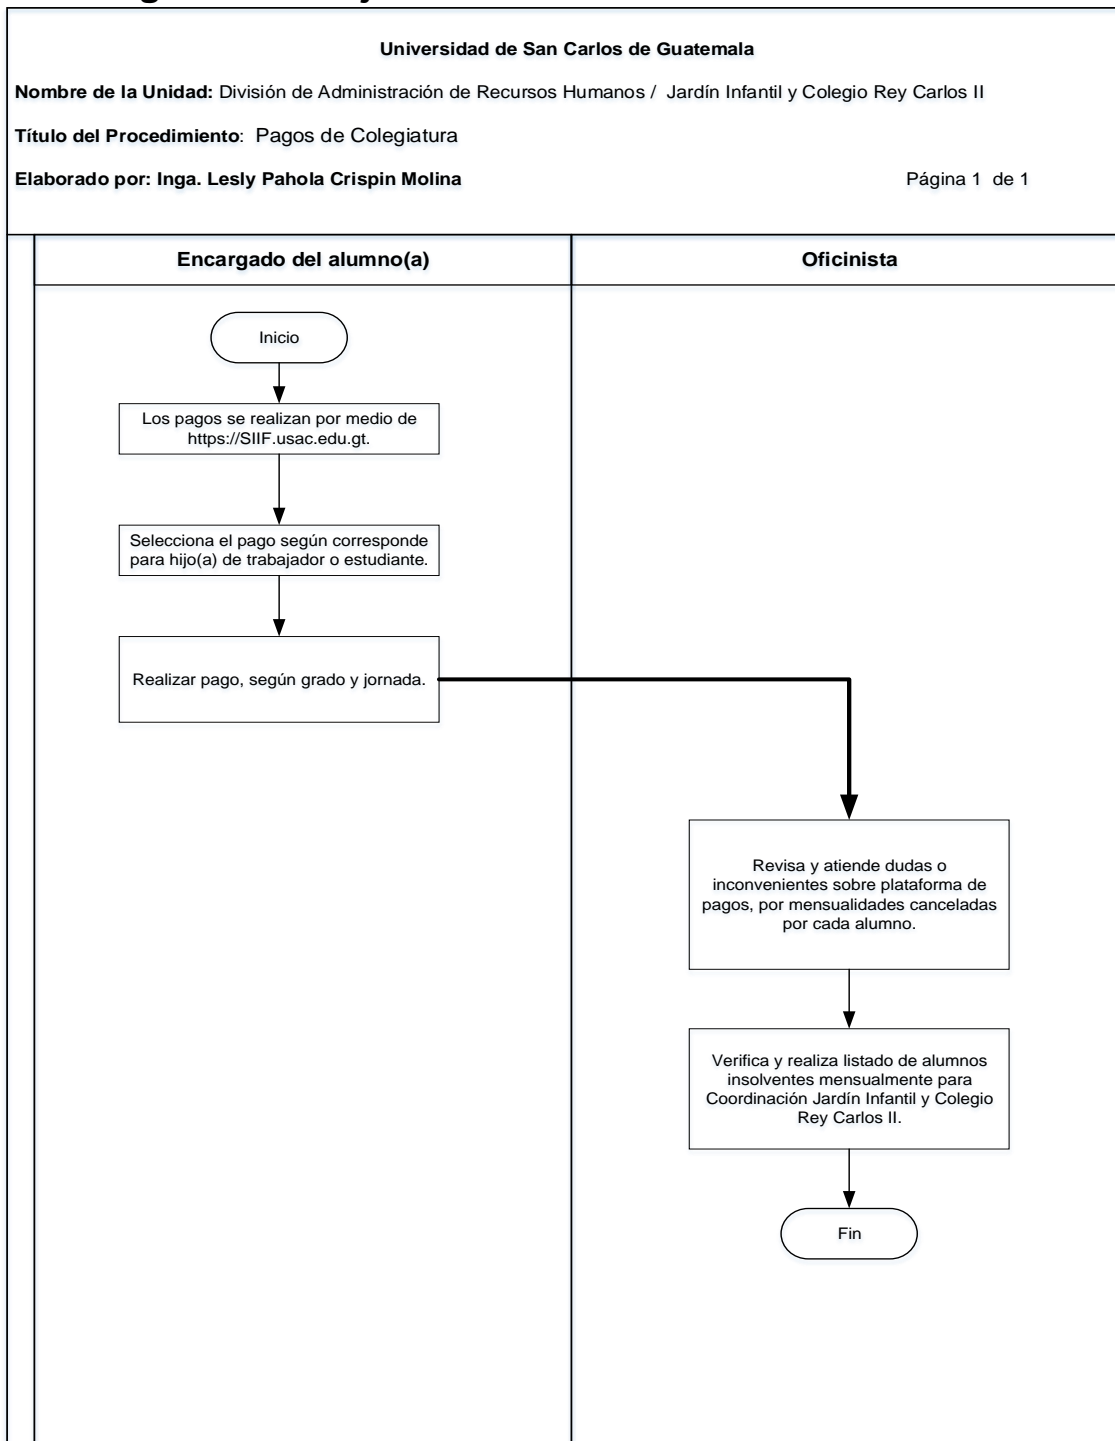 Universidad de San Carlos de Guatemala
Nombre de la Unidad: División de Administración de Recursos Humanos / Jardín Infantil y Colegio Rey Carlos II
Título del Procedimiento: Pagos de Colegiatura
Elaborado por: Inga. Lesly Pahola Crispin Molina Página 1 de 1
Encargado del alumno(a)
Oficinista
Inicio
Los pagos se realizan por medio de
https://SIIF.usac.edu.gt.
Selecciona el pago según corresponde
para hijo(a) de trabajador o estudiante.
Realizar pago, según grado y jornada.
Revisa y atiende dudas o
inconvenientes sobre plataforma de
pagos, por mensualidades canceladas
por cada alumno.
Verifica y realiza listado de alumnos
insolventes mensualmente para
Coordinación Jardín Infantil y Colegio
Rey Carlos II.
Fin